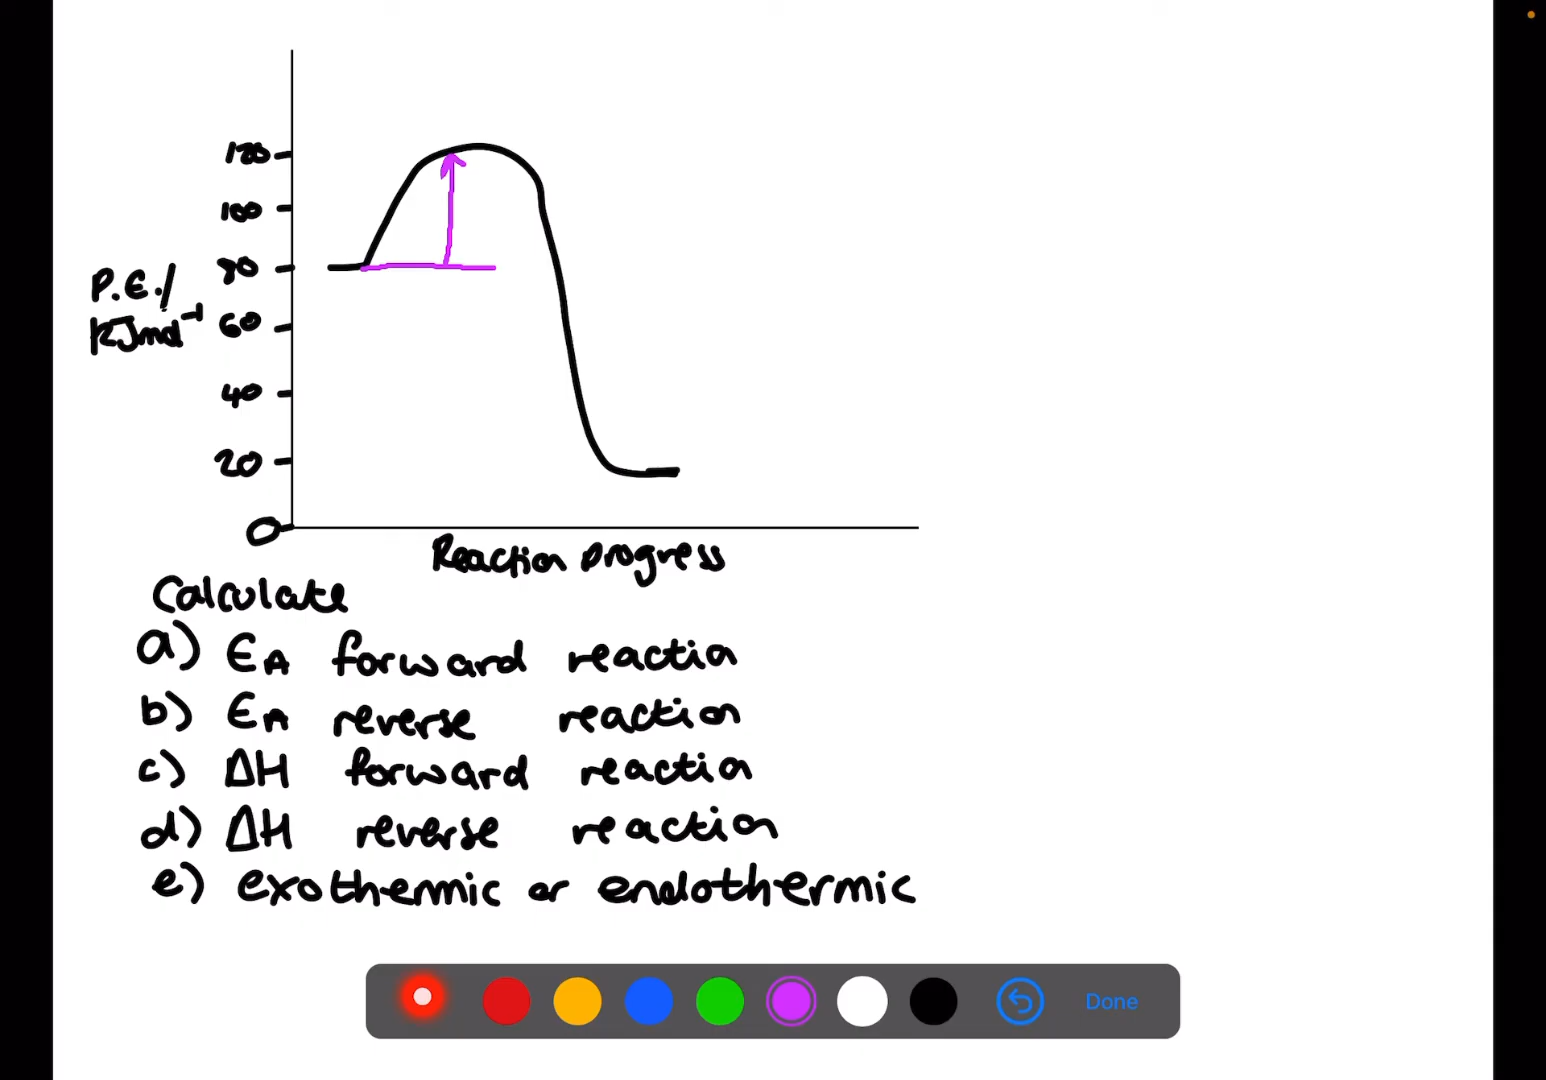 120
100
80
P.E./
kJmol⁻¹
60
40
20
0
Reaction progress
Calculate
a) EA forward reaction
b) EA reverse reaction
c) ΔH forward reaction
d) ΔH reverse reaction
e) exothermic or endothermic
Done